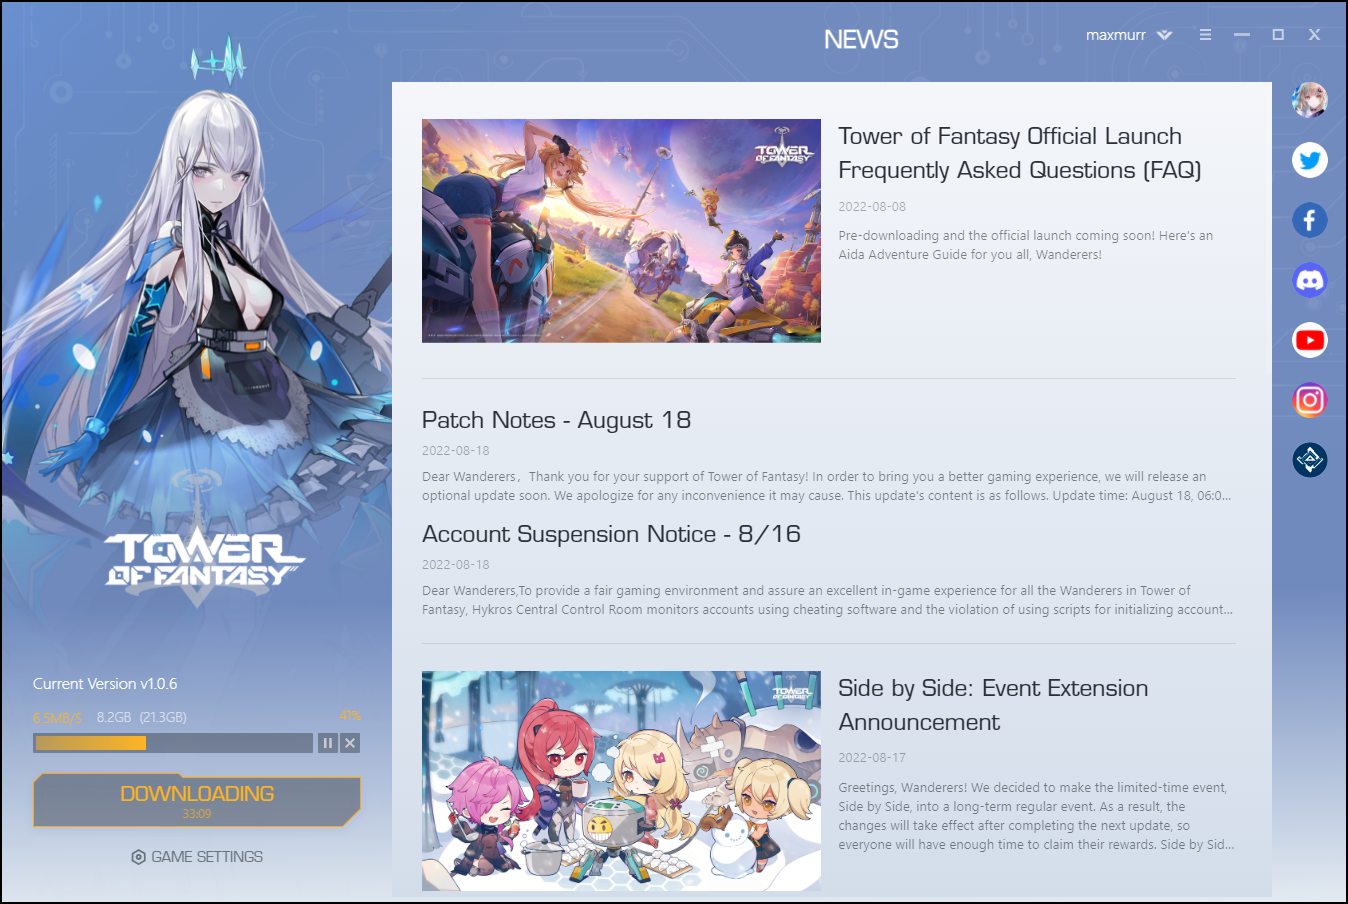 NEWS
maxmurr
TOWER
OF FANTASY
Tower of Fantasy Official Launch
Frequently Asked Questions (FAQ)
2022-08-08
Pre-downloading and the official launch coming soon! Here's an
Aida Adventure Guide for you all, Wanderers!
Patch Notes - August 18
2022-08-18
Dear Wanderers，Thank you for your support of Tower of Fantasy! In order to bring you a better gaming experience, we will release an
optional update soon. We apologize for any inconvenience it may cause. This update's content is as follows. Update time: August 18, 06:0...
Account Suspension Notice - 8/16
2022-08-18
Dear Wanderers,To provide a fair gaming environment and assure an excellent in-game experience for all the Wanderers in Tower of
Fantasy, Hykros Central Control Room monitors accounts using cheating software and the violation of using scripts for initializing account...
TOWER
OF FANTASY
Side by Side: Event Extension
Announcement
2022-08-17
Greetings, Wanderers! We decided to make the limited-time event,
Side by Side, into a long-term regular event. As a result, the
changes will take effect after completing the next update, so
everyone will have enough time to claim their rewards. Side by Sid...
TOWER
OF FANTASY
Current Version v1.0.6
6.5MB/S 8.2GB (21.3GB) 41%
DOWNLOADING
33:09
GAME SETTINGS